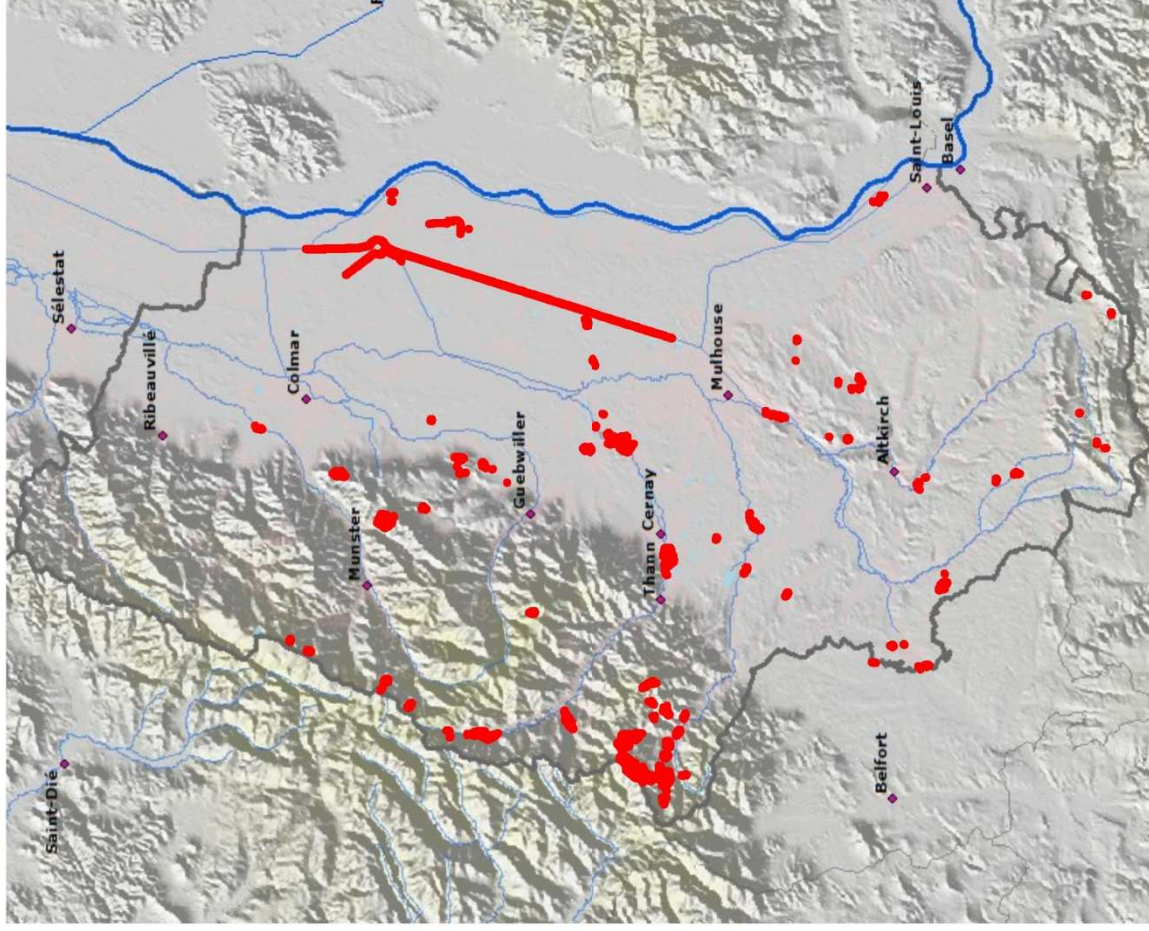 Saint-Dié
Sélestat
Ribeauvillé
Colmar
Munster
Guebwiller
Thann
Cernay
Mulhouse
Belfort
Altkirch
Saint-Louis
Basel